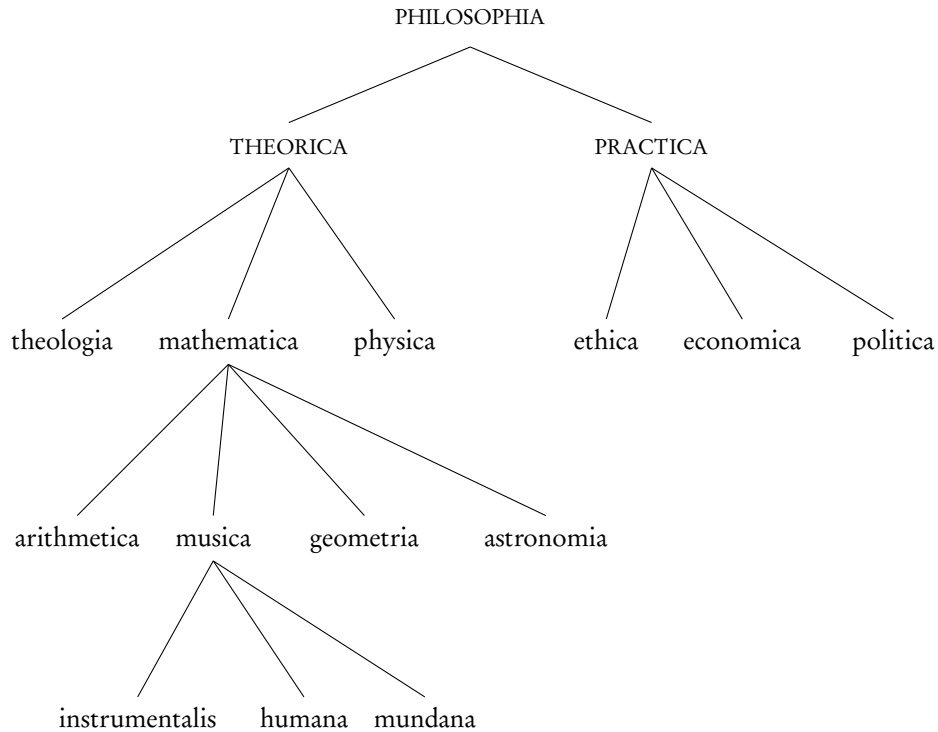 PHILOSOPHIA
THEORICA PRACTICA
theologia mathematica physica ethica economica politica
arithmetica musica geometria astronomia
instrumentalis humana mundana